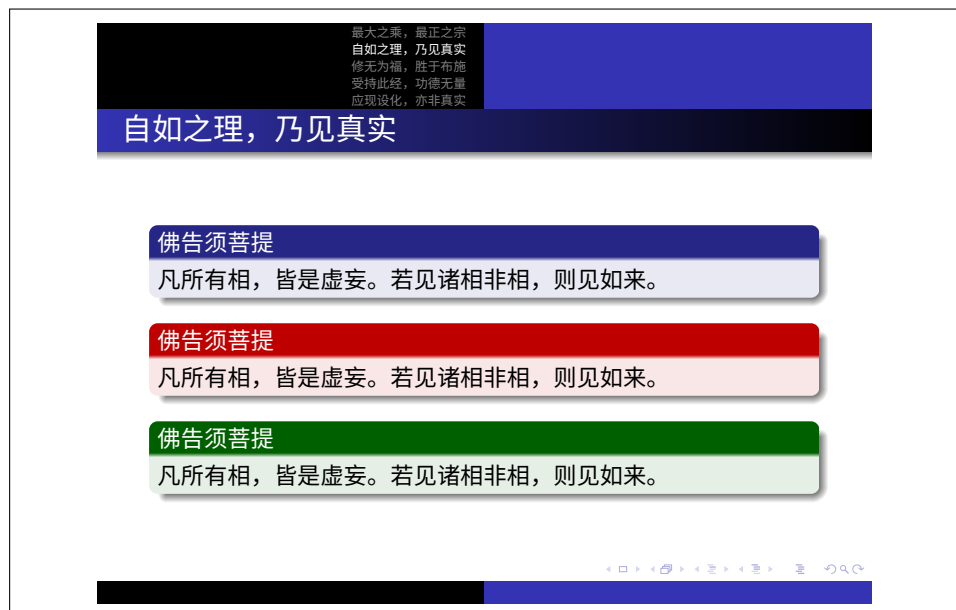 最大之乘，最正之宗
自如之理，乃见真实
修无为福，胜于布施
受持此经，功德无量
应现设化，亦非真实
自如之理，乃见真实
佛告须菩提
凡所有相，皆是虚妄。若见诸相非相，则见如来。
佛告须菩提
凡所有相，皆是虚妄。若见诸相非相，则见如来。
佛告须菩提
凡所有相，皆是虚妄。若见诸相非相，则见如来。